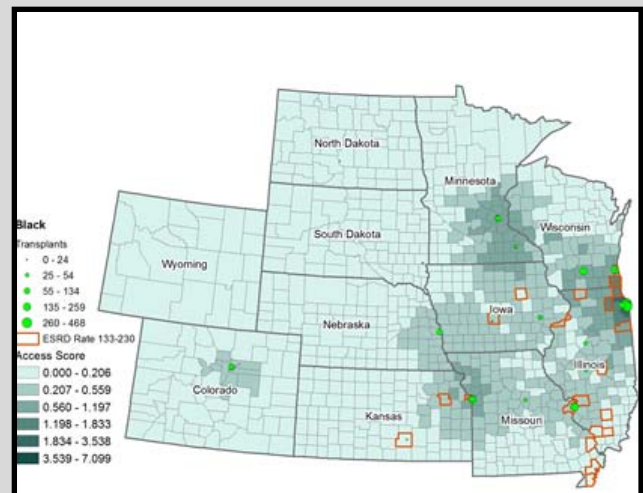 North Dakota
Minnesota
Wisconsin
South Dakota
Wyoming
Iowa
Nebraska
Illinois
Colorado
Kansas
Missouri
Black
Transplants
0 - 24
25 - 54
55 - 134
135 - 259
260 - 468
ESRD Rate 133-230
Access Score
0.000 - 0.206
0.207 - 0.559
0.560 - 1.197
1.198 - 1.833
1.834 - 3.538
3.539 - 7.099